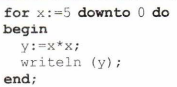 for x:=5 downto 0 do
begin
y:=x*x;
writeln (y);
end;